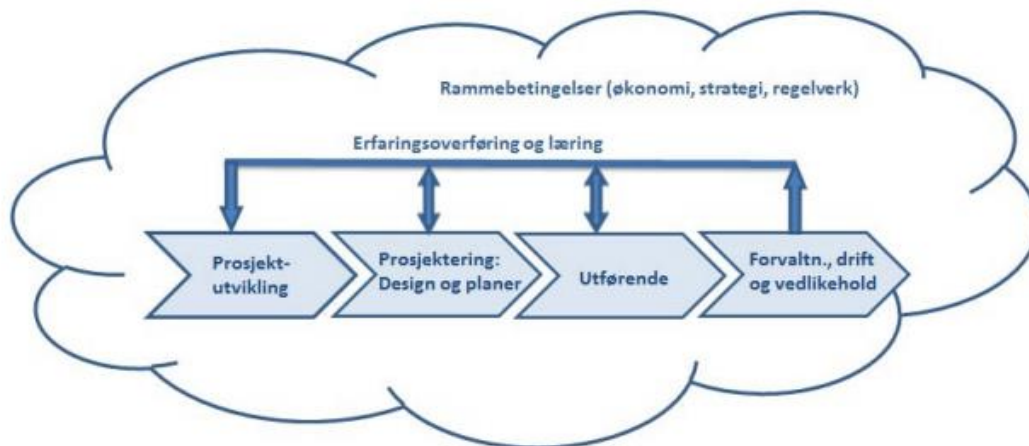 Rammebetingelser (økonomi, strategi, regelverk)
Erfaringsoverføring og læring
Prosjekt-
utvikling
Prosjektering:
Design og planer
Utførende
Forvaltn., drift
og vedlikehold